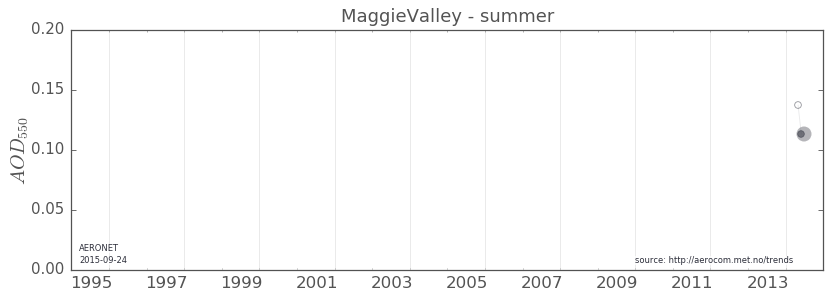 MaggieValley - summer
0.20
0.15
0.10
0.05
0.00
AOD550
AERONET
2015-09-24
source: http://aerocom.met.no/trends
1995 1997 1999 2001 2003 2005 2007 2009 2011 2013